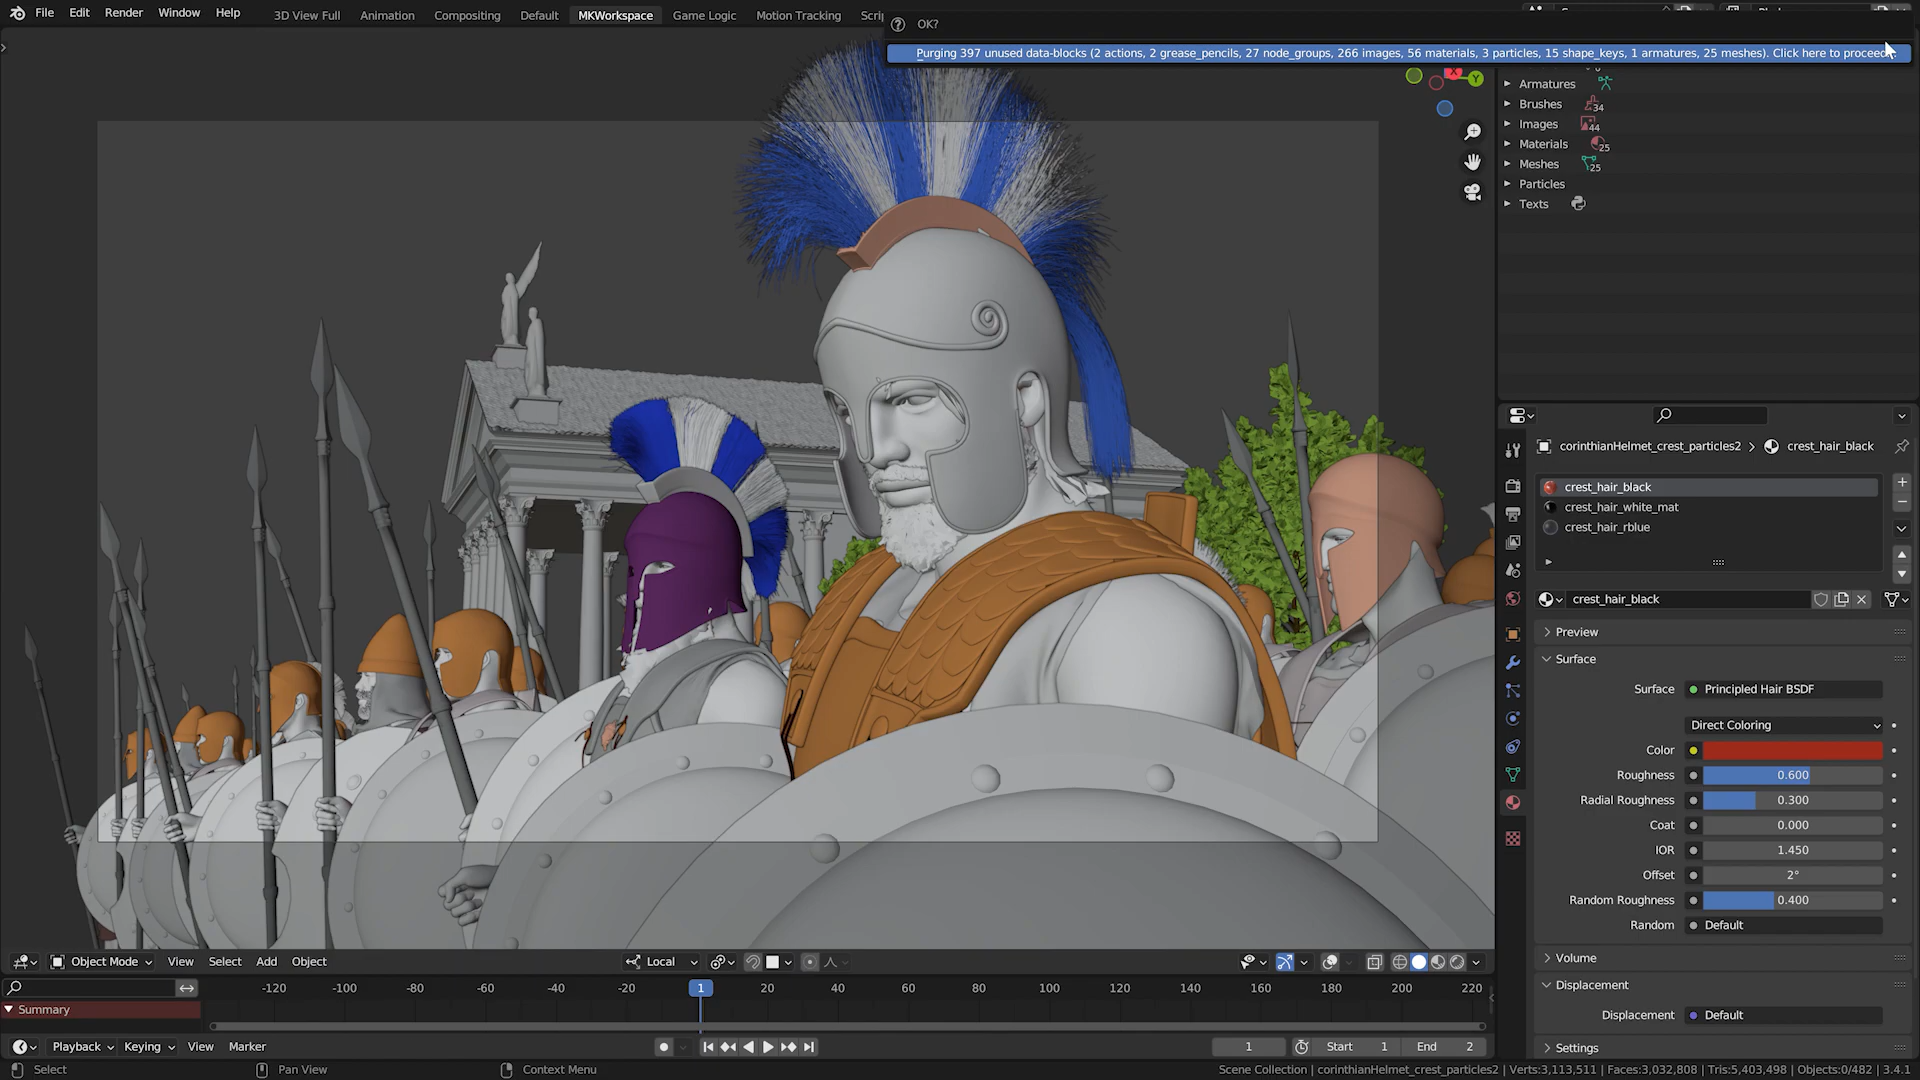 File Edit Render Window Help 3D View Full Animation Compositing Default MKWorkspace Game Logic Motion Tracking
OK?
Purging 397 unused data-blocks (2 actions, 2 grease_pencils, 27 node_groups, 266 images, 56 materials, 3 particles, 15 shape_keys, 1 armatures, 25 meshes). Click here to proceed
X
Y
Armatures
Brushes 34
Images 44
Materials 25
Meshes 25
Particles
Texts
corinthianHelmet_crest_particles2 > crest_hair_black
crest_hair_black
crest_hair_white_mat
crest_hair_rblue
crest_hair_black
Preview
Surface
Surface Principled Hair BSDF
Direct Coloring
Color
Roughness 0.600
Radial Roughness 0.300
Coat 0.000
IOR 1.450
Offset 2°
Random Roughness 0.400
Random Default
Volume
Displacement
Displacement Default
Settings
Object Mode View Select Add Object Local
-120 -100 -80 -60 -40 -20 1 20 40 60 80 100 120 140 160 180 200 220
Summary
Playback Keying View Marker 1 Start 1 End 2
Select Pan View Context Menu Scene Collection | corinthianHelmet_crest_particles2 | Verts:3,113,511 | Faces:3,032,808 | Tris:5,403,498 | Objects:0/482 | 3.4.1